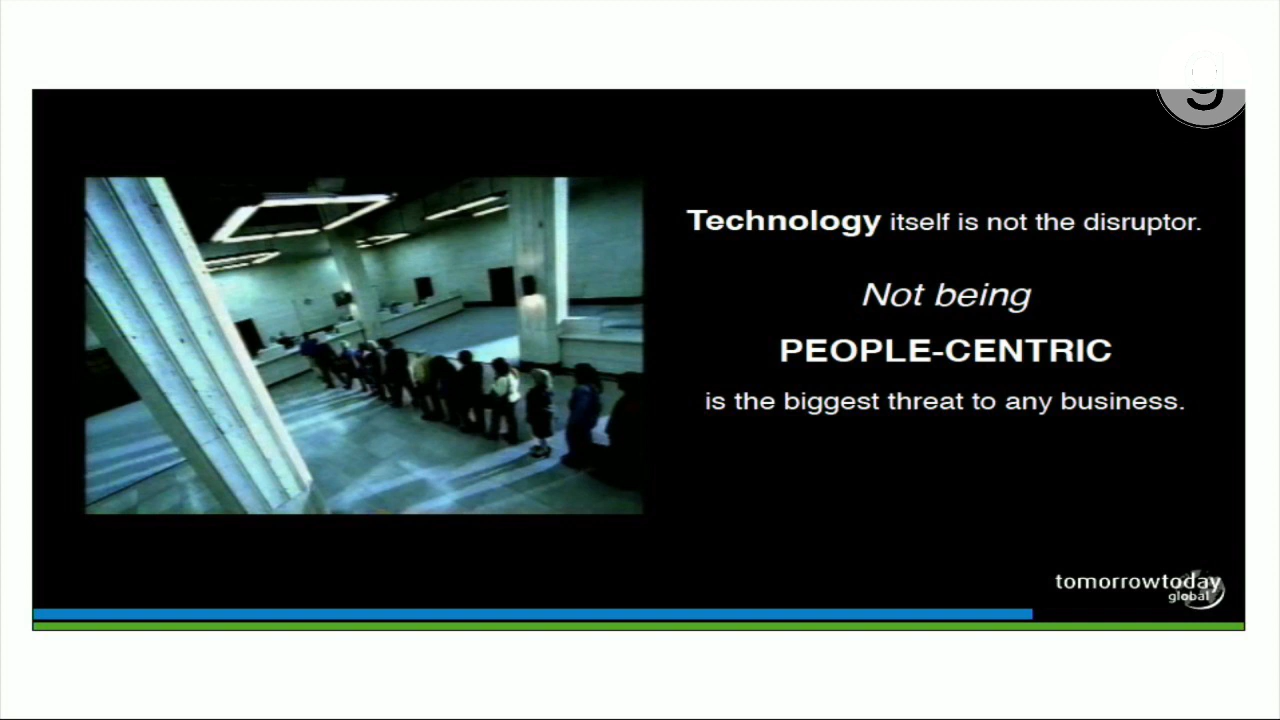 g
Technology itself is not the disruptor.
Not being
PEOPLE-CENTRIC
is the biggest threat to any business.
tomorrowtoday
global